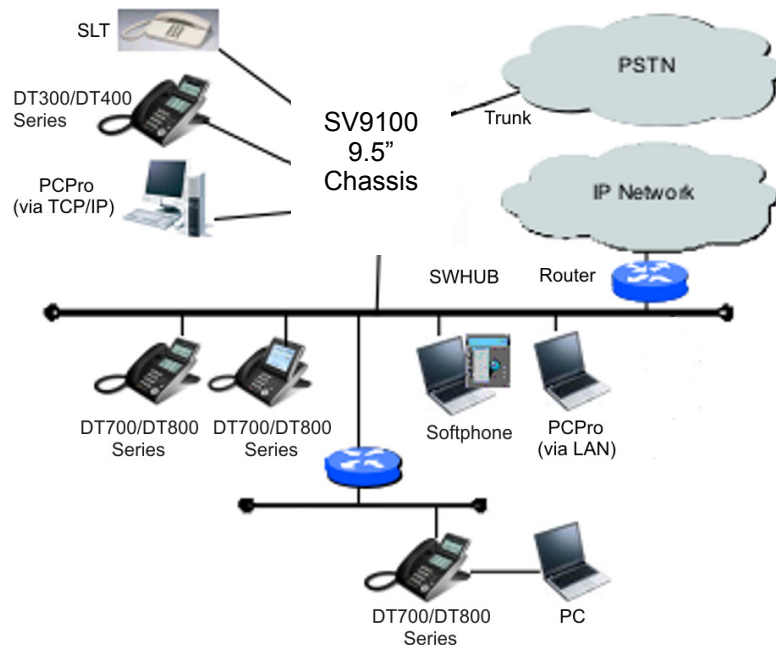 SLT
DT300/DT400
Series
PCPro
(via TCP/IP)
SV9100
9.5”
Chassis
PSTN
Trunk
IP Network
SWHUB
Router
DT700/DT800
Series
DT700/DT800
Series
Softphone
PCPro
(via LAN)
DT700/DT800
Series
PC